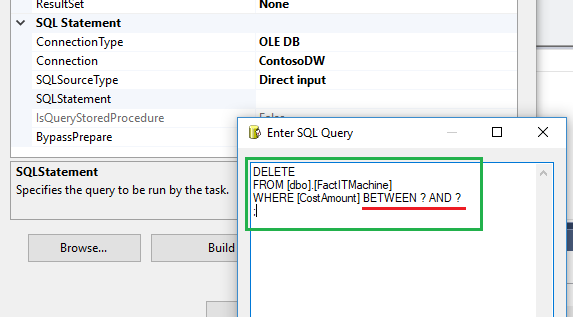 ResultSet None
SQL Statement
ConnectionType OLE DB
Connection ContosoDW
SQLSourceType Direct input
SQLStatement
IsQueryStoredProcedure False
BypassPrepare
Enter SQL Query
DELETE
FROM [dbo].[FactITMachine]
WHERE [CostAmount] BETWEEN ? AND ?
;
SQLStatement
Specifies the query to be run by the task.
Browse...
Build